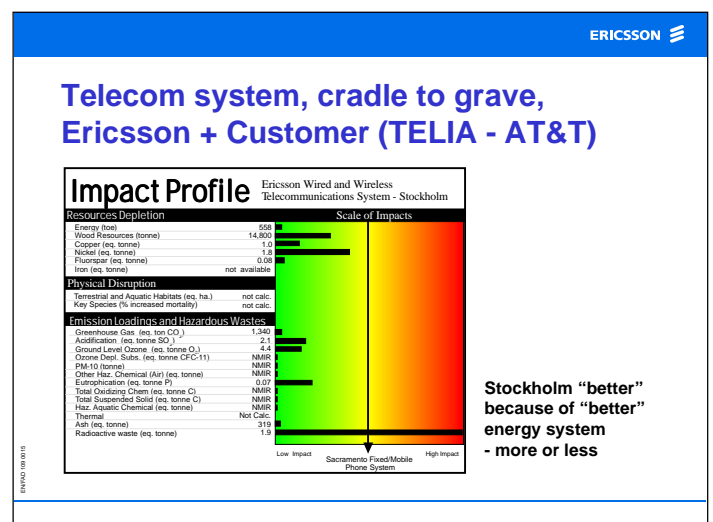 ERICSSON
Telecom system, cradle to grave,
Ericsson + Customer (TELIA - AT&T)
Impact Profile
Ericsson Wired and Wireless
Telecommunications System - Stockholm
Resources Depletion Scale of Impacts
Energy (toe) 558
Wood Resources (tonne) 14,800
Copper (eq. tonne) 1.0
Nickel (eq. tonne) 1.8
Fluorspar (eq. tonne) 0.08
Iron (eq. tonne) not available
Physical Disruption
Terrestrial and Aquatic Habitats (eq. ha.) not calc.
Key Species (% increased mortality) not calc.
Emission Loadings and Hazardous Wastes
Greenhouse Gas (eq. ton CO2) 1,340
Acidification (eq. tonne SO2) 2.1
Ground Level Ozone (eq. tonne O3) 4.4
Ozone Depl. Subs. (eq. tonne CFC-11) NMIR
PM-10 (tonne) NMIR
Other Haz. Chemical (Air) (eq. tonne) NMIR
Eutrophication (eq. tonne P) 0.07
Total Oxidizing Chem (eq. tonne C) NMIR
Total Suspended Solid (eq. tonne C) NMIR
Haz. Aquatic Chemical (eq. tonne) NMIR
Thermal Not Calc.
Ash (eq. tonne) 319
Radioactive waste (eq. tonne) 1.9
Low Impact High Impact
Sacramento Fixed/Mobile
Phone System
Stockholm “better”
because of “better”
energy system
- more or less
EN/FAD 109 0015